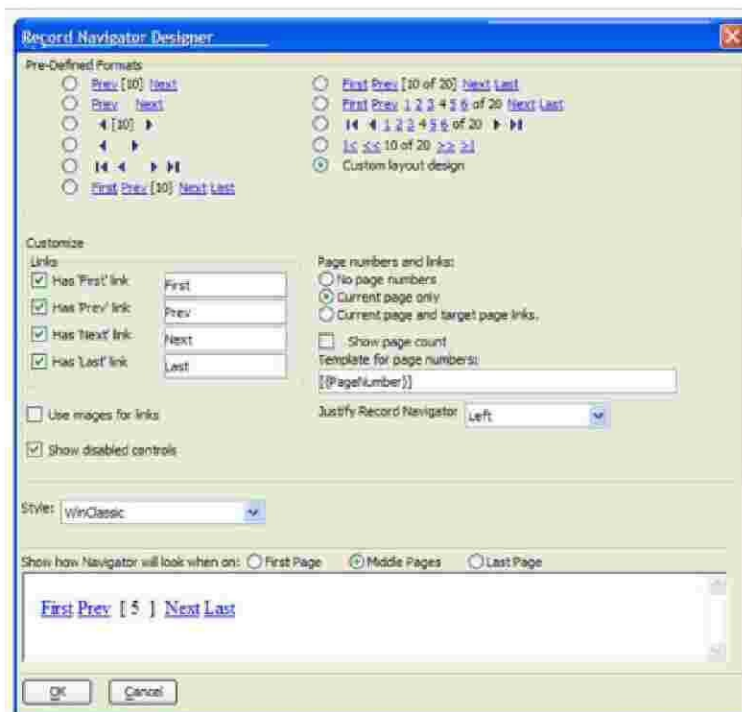 Record Navigator Designer
Pre-Defined Formats
Prev [10] Next
Prev Next
[10]
First Prev [10] Next Last
First Prev [10 of 20] Next Last
First Prev 1 2 3 4 5 6 of 20 Next Last
1 2 3 4 5 6 of 20
|< << 10 of 20 >> >|
Custom layout design
Customize
Links
Has 'First' link First
Has 'Prev' link Prev
Has 'Next' link Next
Has 'Last' link Last
Use images for links
Show disabled controls
Page numbers and links:
No page numbers
Current page only
Current page and target page links.
Show page count
Template for page numbers:
[{PageNumber}]
Justify Record Navigator Left
Style: WinClassic
Show how Navigator will look when on: First Page Middle Pages Last Page
First Prev [ 5 ] Next Last
OK Cancel